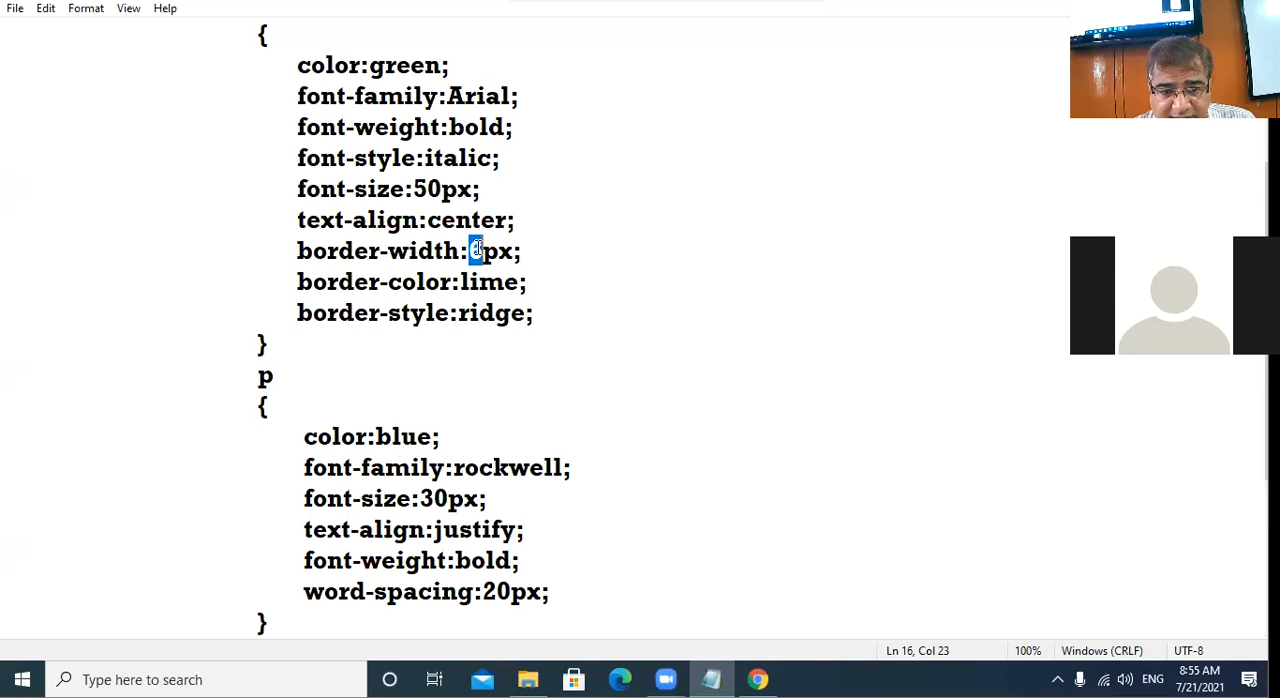 File Edit Format View Help
{
color:green;
font-family:Arial;
font-weight:bold;
font-style:italic;
font-size:50px;
text-align:center;
border-width:6px;
border-color:lime;
border-style:ridge;
}
p
{
color:blue;
font-family:rockwell;
font-size:30px;
text-align:justify;
font-weight:bold;
word-spacing:20px;
}
Ln 16, Col 23 100% Windows (CRLF) UTF-8
Type here to search ENG 8:55 AM
7/21/2021